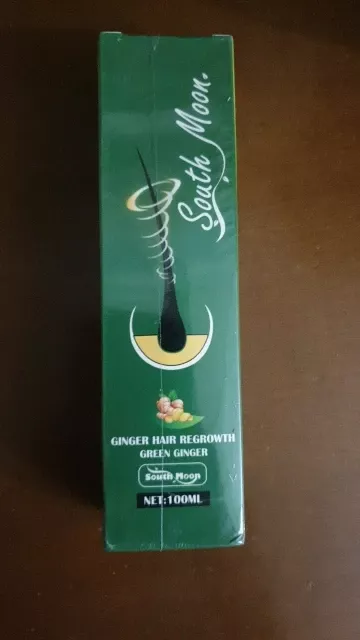 South Moon
GINGER HAIR REGROWTH
GREEN GINGER
South Moon
NET:100ML